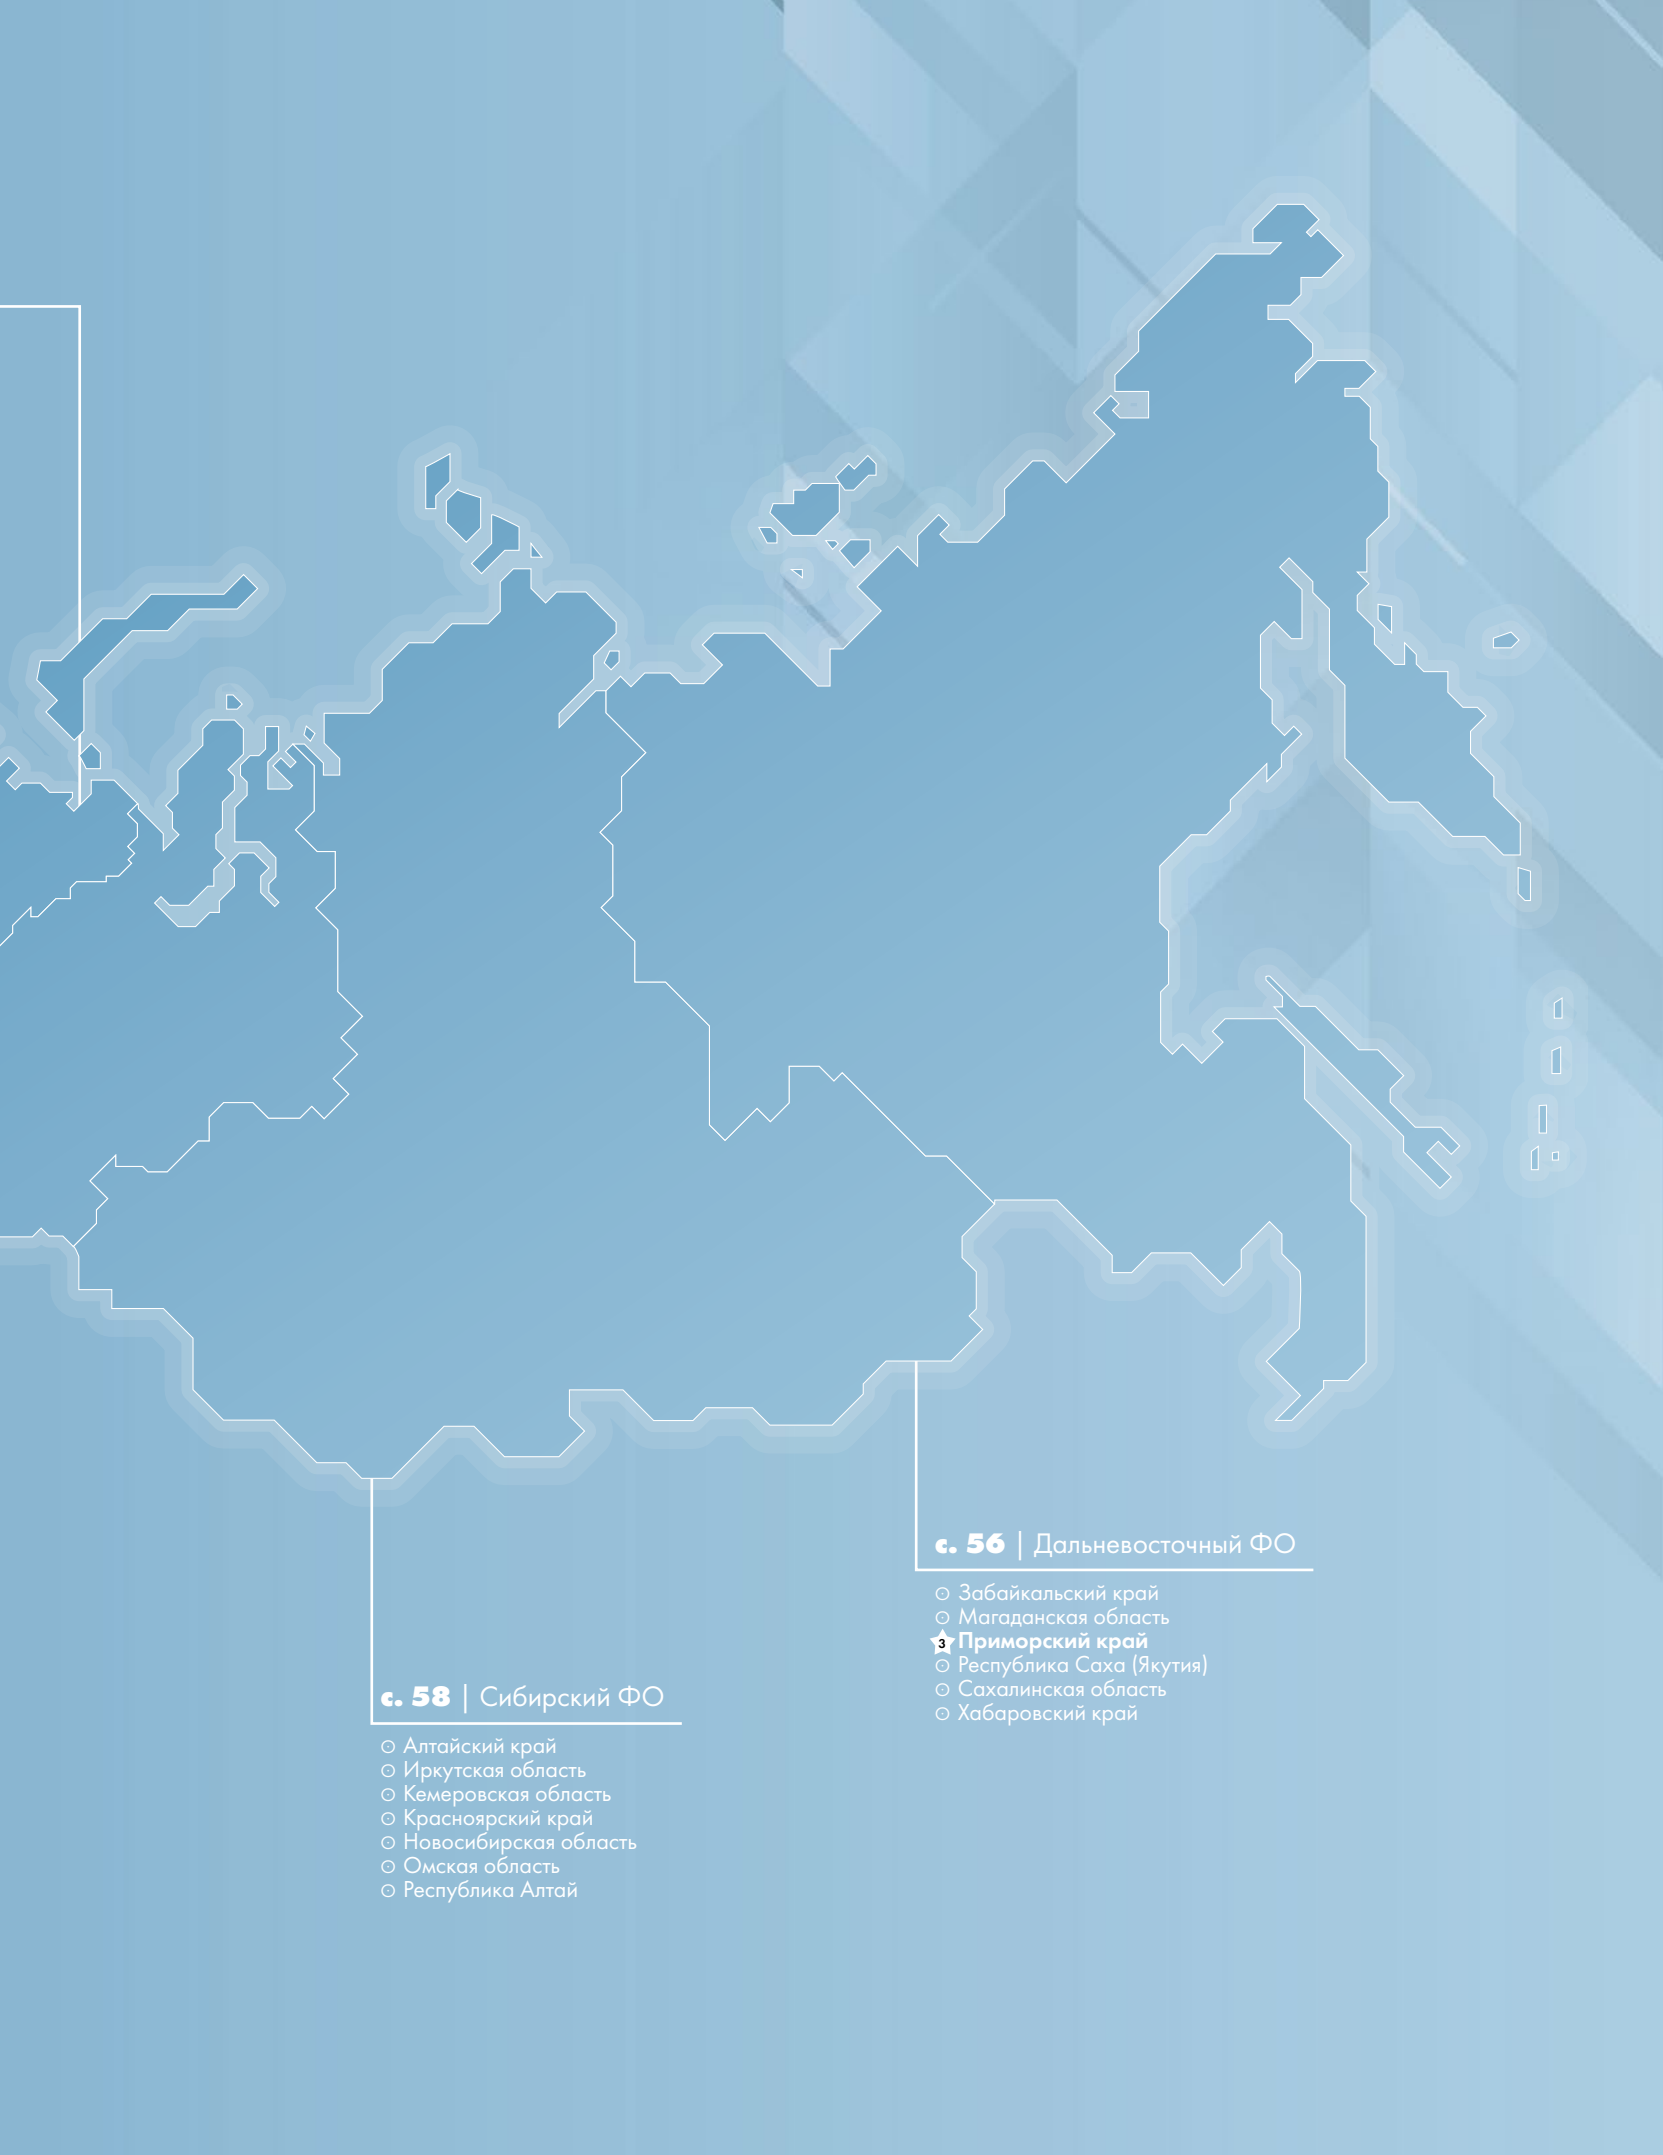 с. 56 | Дальневосточный ФО
Забайкальский край
Магаданская область
3 Приморский край
Республика Саха (Якутия)
Сахалинская область
Хабаровский край
с. 58 | Сибирский ФО
Алтайский край
Иркутская область
Кемеровская область
Красноярский край
Новосибирская область
Омская область
Республика Алтай